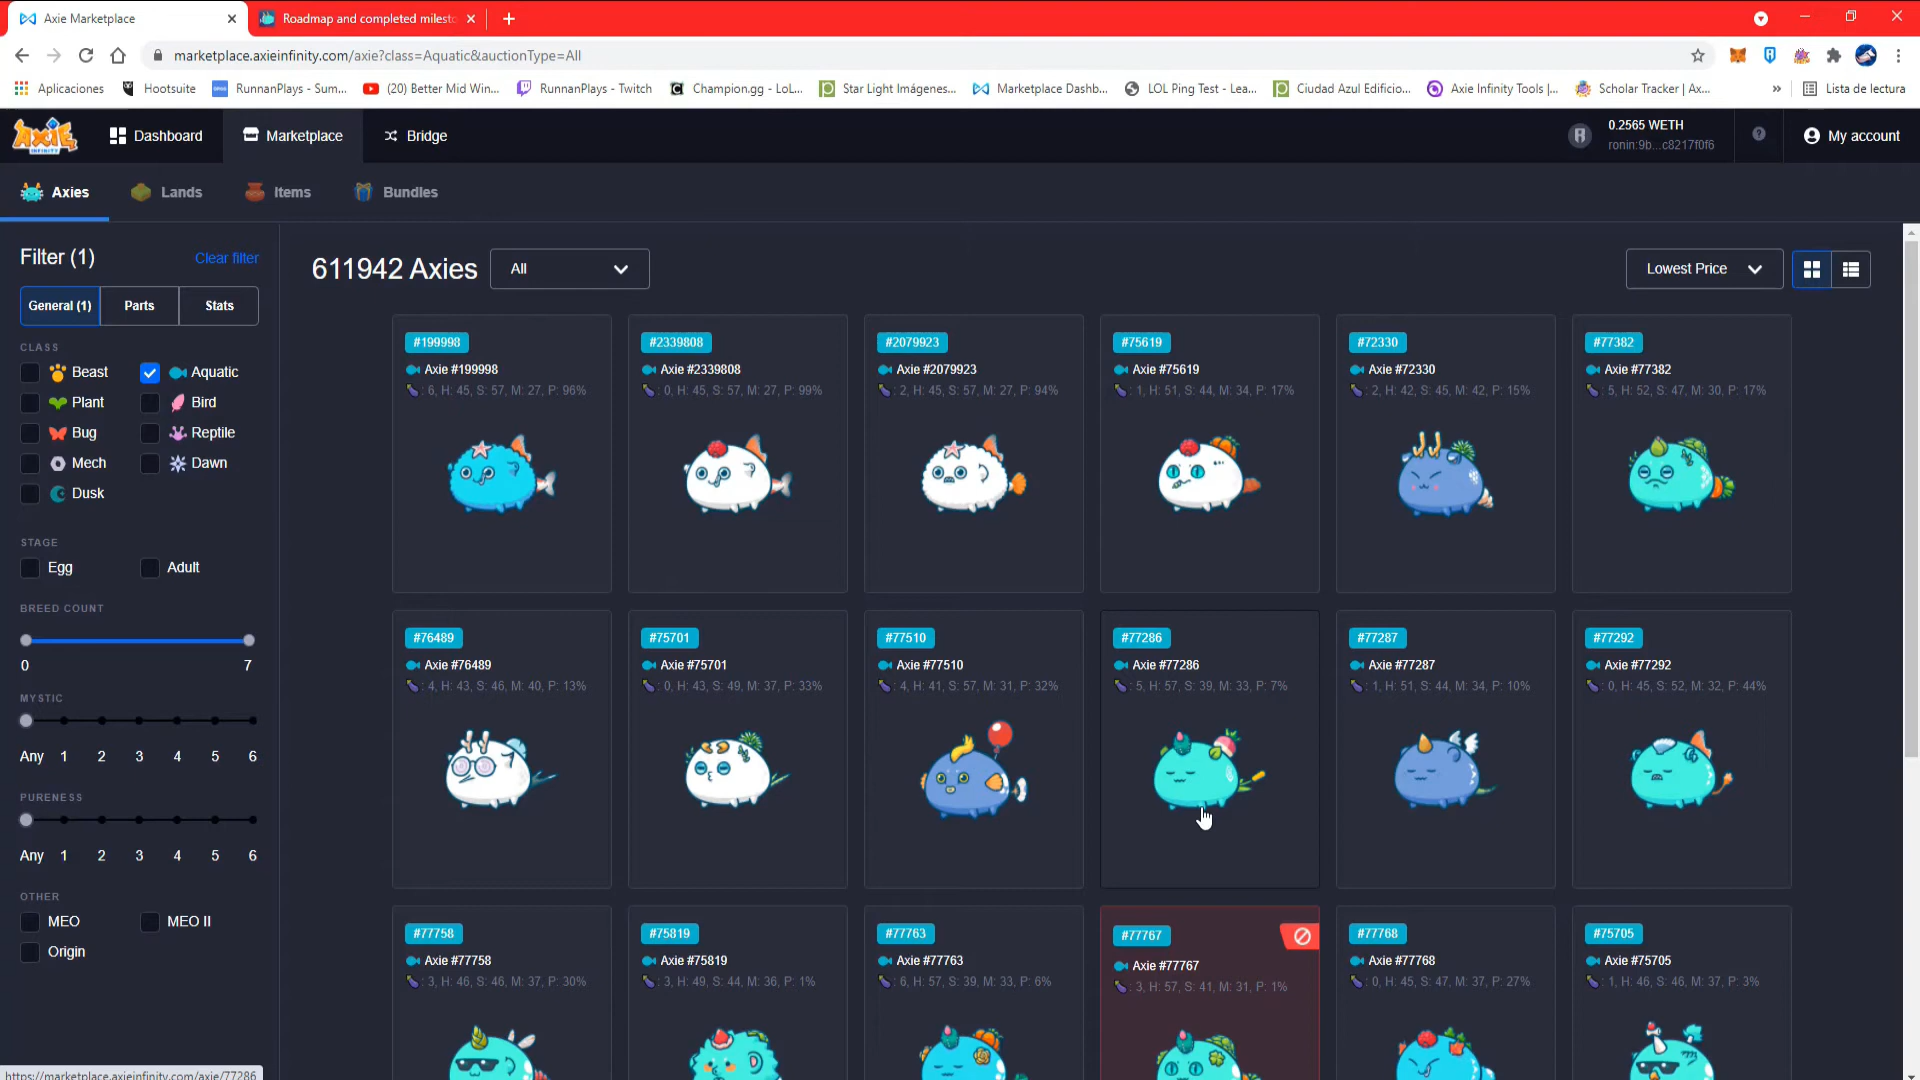 Axie Marketplace
Roadmap and completed milesto
marketplace.axieinfinity.com/axie?class=Aquatic&auctionType=All
Aplicaciones
Hootsuite
RunnanPlays - Sum...
(20) Better Mid Win...
RunnanPlays - Twitch
Champion.gg - LoL...
Star Light Imágenes...
Marketplace Dashb...
LOL Ping Test - Lea...
Ciudad Azul Edificio...
Axie Infinity Tools |...
Scholar Tracker | Ax...
»
Lista de lectura
AXIE
INFINITY
Dashboard
Marketplace
Bridge
0.2565 WETH
ronin:9b...c8217f0f6
My account
Axies
Lands
Items
Bundles
Filter (1)
Clear filter
General (1)
Parts
Stats
CLASS
Beast
Aquatic
Plant
Bird
Bug
Reptile
Mech
Dawn
Dusk
STAGE
Egg
Adult
BREED COUNT
0
7
MYSTIC
Any 1 2 3 4 5 6
PURENESS
Any 1 2 3 4 5 6
OTHER
MEO
MEO II
Origin
611942 Axies
All
Lowest Price
#199998
Axie #199998
: 6, H: 45, S: 57, M: 27, P: 96%
#2339808
Axie #2339808
: 0, H: 45, S: 57, M: 27, P: 99%
#2079923
Axie #2079923
: 2, H: 45, S: 57, M: 27, P: 94%
#75619
Axie #75619
: 1, H: 51, S: 44, M: 34, P: 17%
#72330
Axie #72330
: 2, H: 42, S: 45, M: 42, P: 15%
#77382
Axie #77382
: 5, H: 52, S: 47, M: 30, P: 17%
#76489
Axie #76489
: 4, H: 43, S: 46, M: 40, P: 13%
#75701
Axie #75701
: 0, H: 43, S: 49, M: 37, P: 33%
#77510
Axie #77510
: 4, H: 41, S: 57, M: 31, P: 32%
#77286
Axie #77286
: 5, H: 57, S: 39, M: 33, P: 7%
#77287
Axie #77287
: 1, H: 51, S: 44, M: 34, P: 10%
#77292
Axie #77292
: 0, H: 45, S: 52, M: 32, P: 44%
#77758
Axie #77758
: 3, H: 46, S: 46, M: 37, P: 30%
#75819
Axie #75819
: 3, H: 49, S: 44, M: 36, P: 1%
#77763
Axie #77763
: 6, H: 57, S: 39, M: 33, P: 6%
#77767
Axie #77767
: 3, H: 57, S: 41, M: 31, P: 1%
#77768
Axie #77768
: 0, H: 45, S: 47, M: 37, P: 27%
#75705
Axie #75705
: 1, H: 46, S: 46, M: 37, P: 3%
https://marketplace.axieinfinity.com/axie/77286